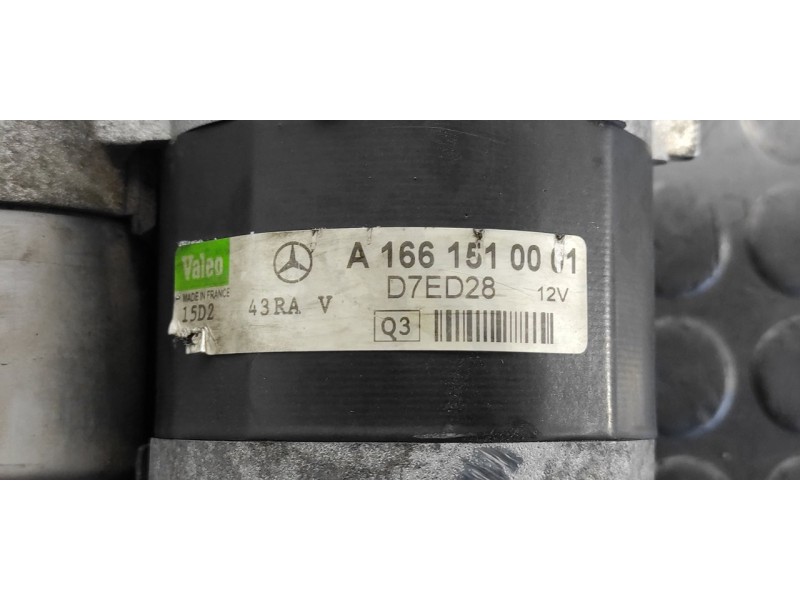 Valeo
MADE IN FRANCE
15D2
43RA V
A 166 151 00 01
D7ED28 12V
Q3